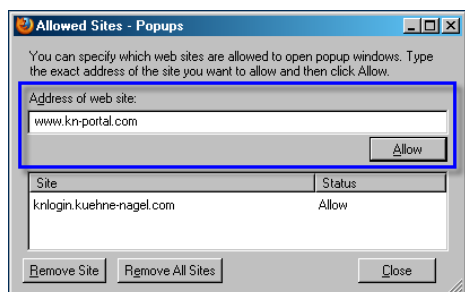 Allowed Sites - Popups
You can specify which web sites are allowed to open popup windows. Type
the exact address of the site you want to allow and then click Allow.
Address of web site:
www.kn-portal.com
Allow
Site Status
knlogin.kuehne-nagel.com Allow
Remove Site Remove All Sites Close